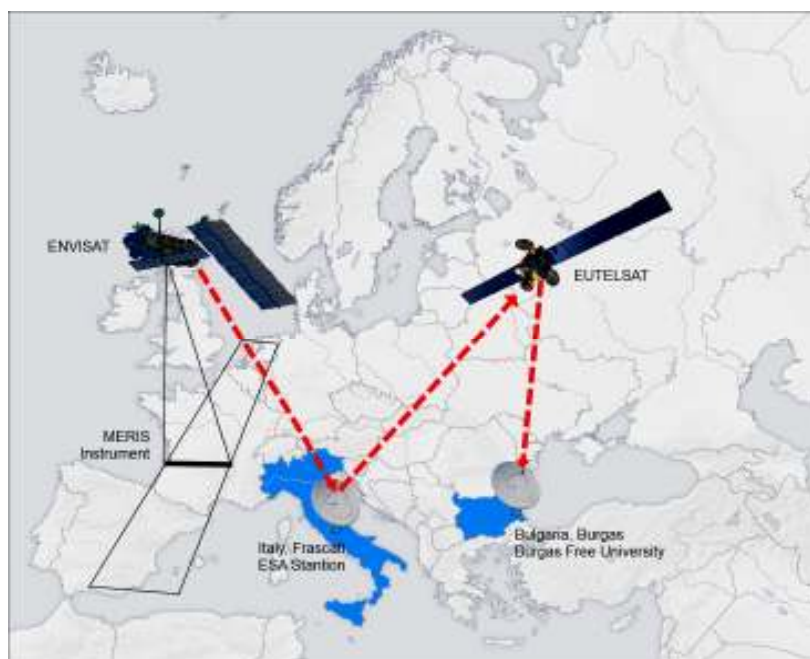 ENVISAT
EUTELSAT
MERIS
Instrument
Italy, Frascati
ESA Stantion
Bulgaria, Burgas
Burgas Free University